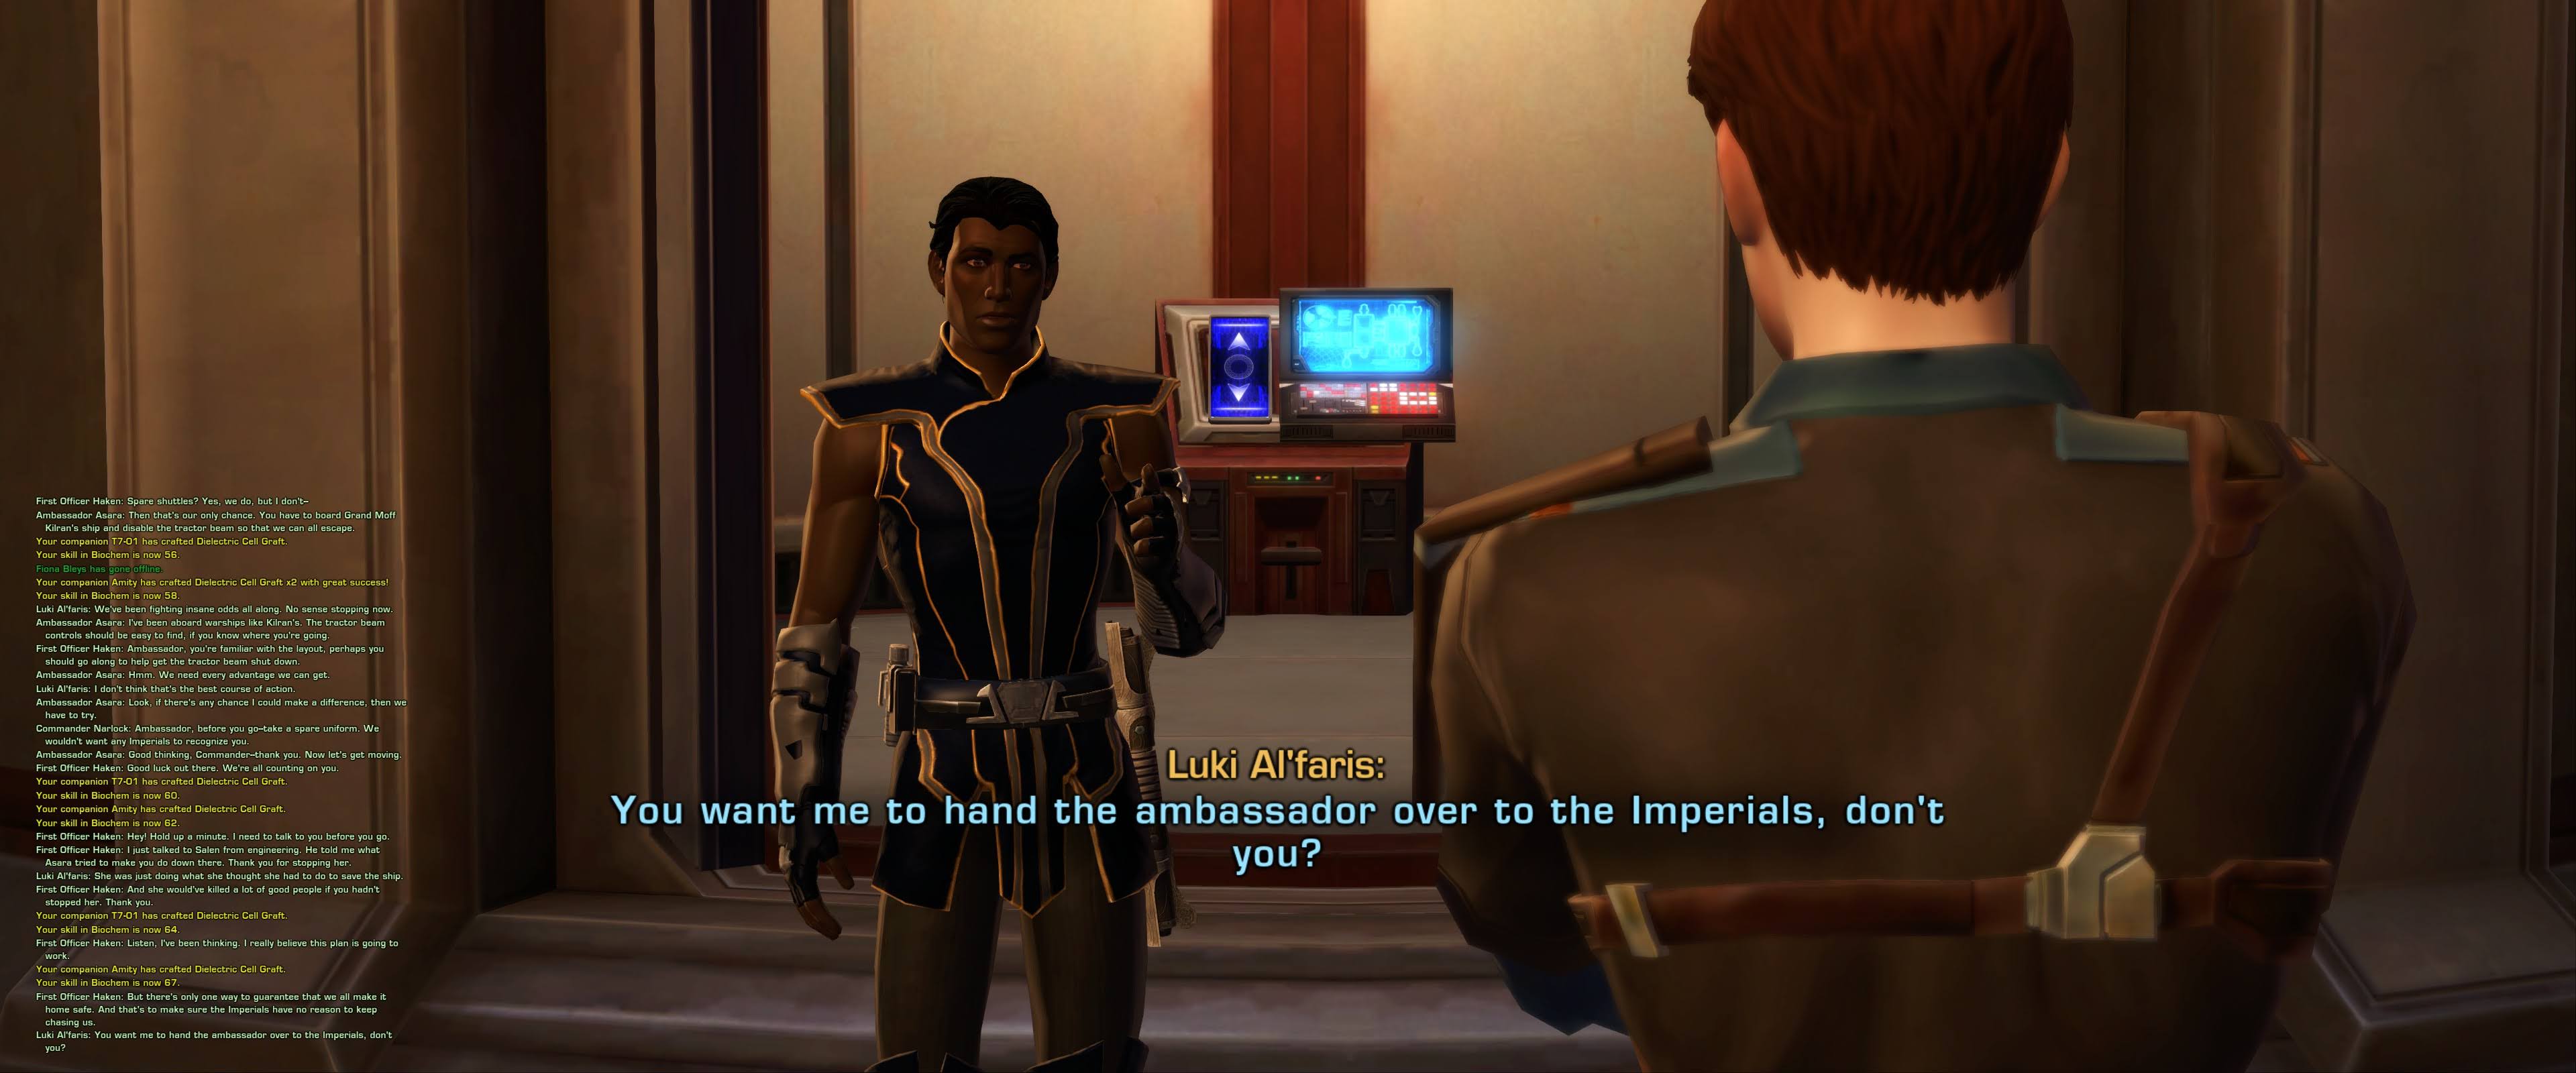 First Officer Haken: Spare shuttles? Yes, we do, but I don't—
Ambassador Asara: Then that's our only chance. You have to board Grand Moff
Kilran's ship and disable the tractor beam so that we can all escape.
Your companion T7-O1 has crafted Dielectric Cell Graft.
Your skill in Biochem is now 56.
Fiona Bleys has gone offline.
Your companion Amity has crafted Dielectric Cell Graft x2 with great success!
Your skill in Biochem is now 58.
Luki Al'faris: We've been fighting insane odds all along. No sense stopping now.
Ambassador Asara: I've been aboard warships like Kilran's. The tractor beam
controls should be easy to find, if you know where you're going.
First Officer Haken: Ambassador, you're familiar with the layout, perhaps you
should go along to help get the tractor beam shut down.
Ambassador Asara: Hmm. We need every advantage we can get.
Luki Al'faris: I don't think that's the best course of action.
Ambassador Asara: Look, if there's any chance I could make a difference, then we
have to try.
Commander Narlock: Ambassador, before you go—take a spare uniform. We
wouldn't want any Imperials to recognize you.
Ambassador Asara: Good thinking, Commander—thank you. Now let's get moving.
First Officer Haken: Good luck out there. We're all counting on you.
Your companion T7-O1 has crafted Dielectric Cell Graft.
Your skill in Biochem is now 60.
Your companion Amity has crafted Dielectric Cell Graft.
Your skill in Biochem is now 62.
First Officer Haken: Hey! Hold up a minute. I need to talk to you before you go.
First Officer Haken: I just talked to Salen from engineering. He told me what
Asara tried to make you do down there. Thank you for stopping her.
Luki Al'faris: She was just doing what she thought she had to do to save the ship.
First Officer Haken: And she would've killed a lot of good people if you hadn't
stopped her. Thank you.
Your companion T7-O1 has crafted Dielectric Cell Graft.
Your skill in Biochem is now 64.
First Officer Haken: Listen, I've been thinking. I really believe this plan is going to
work.
Your companion Amity has crafted Dielectric Cell Graft.
Your skill in Biochem is now 67.
First Officer Haken: But there's only one way to guarantee that we all make it
home safe. And that's to make sure the Imperials have no reason to keep
chasing us.
Luki Al'faris: You want me to hand the ambassador over to the Imperials, don't
you?
Luki Al'faris:
You want me to hand the ambassador over to the Imperials, don't
you?